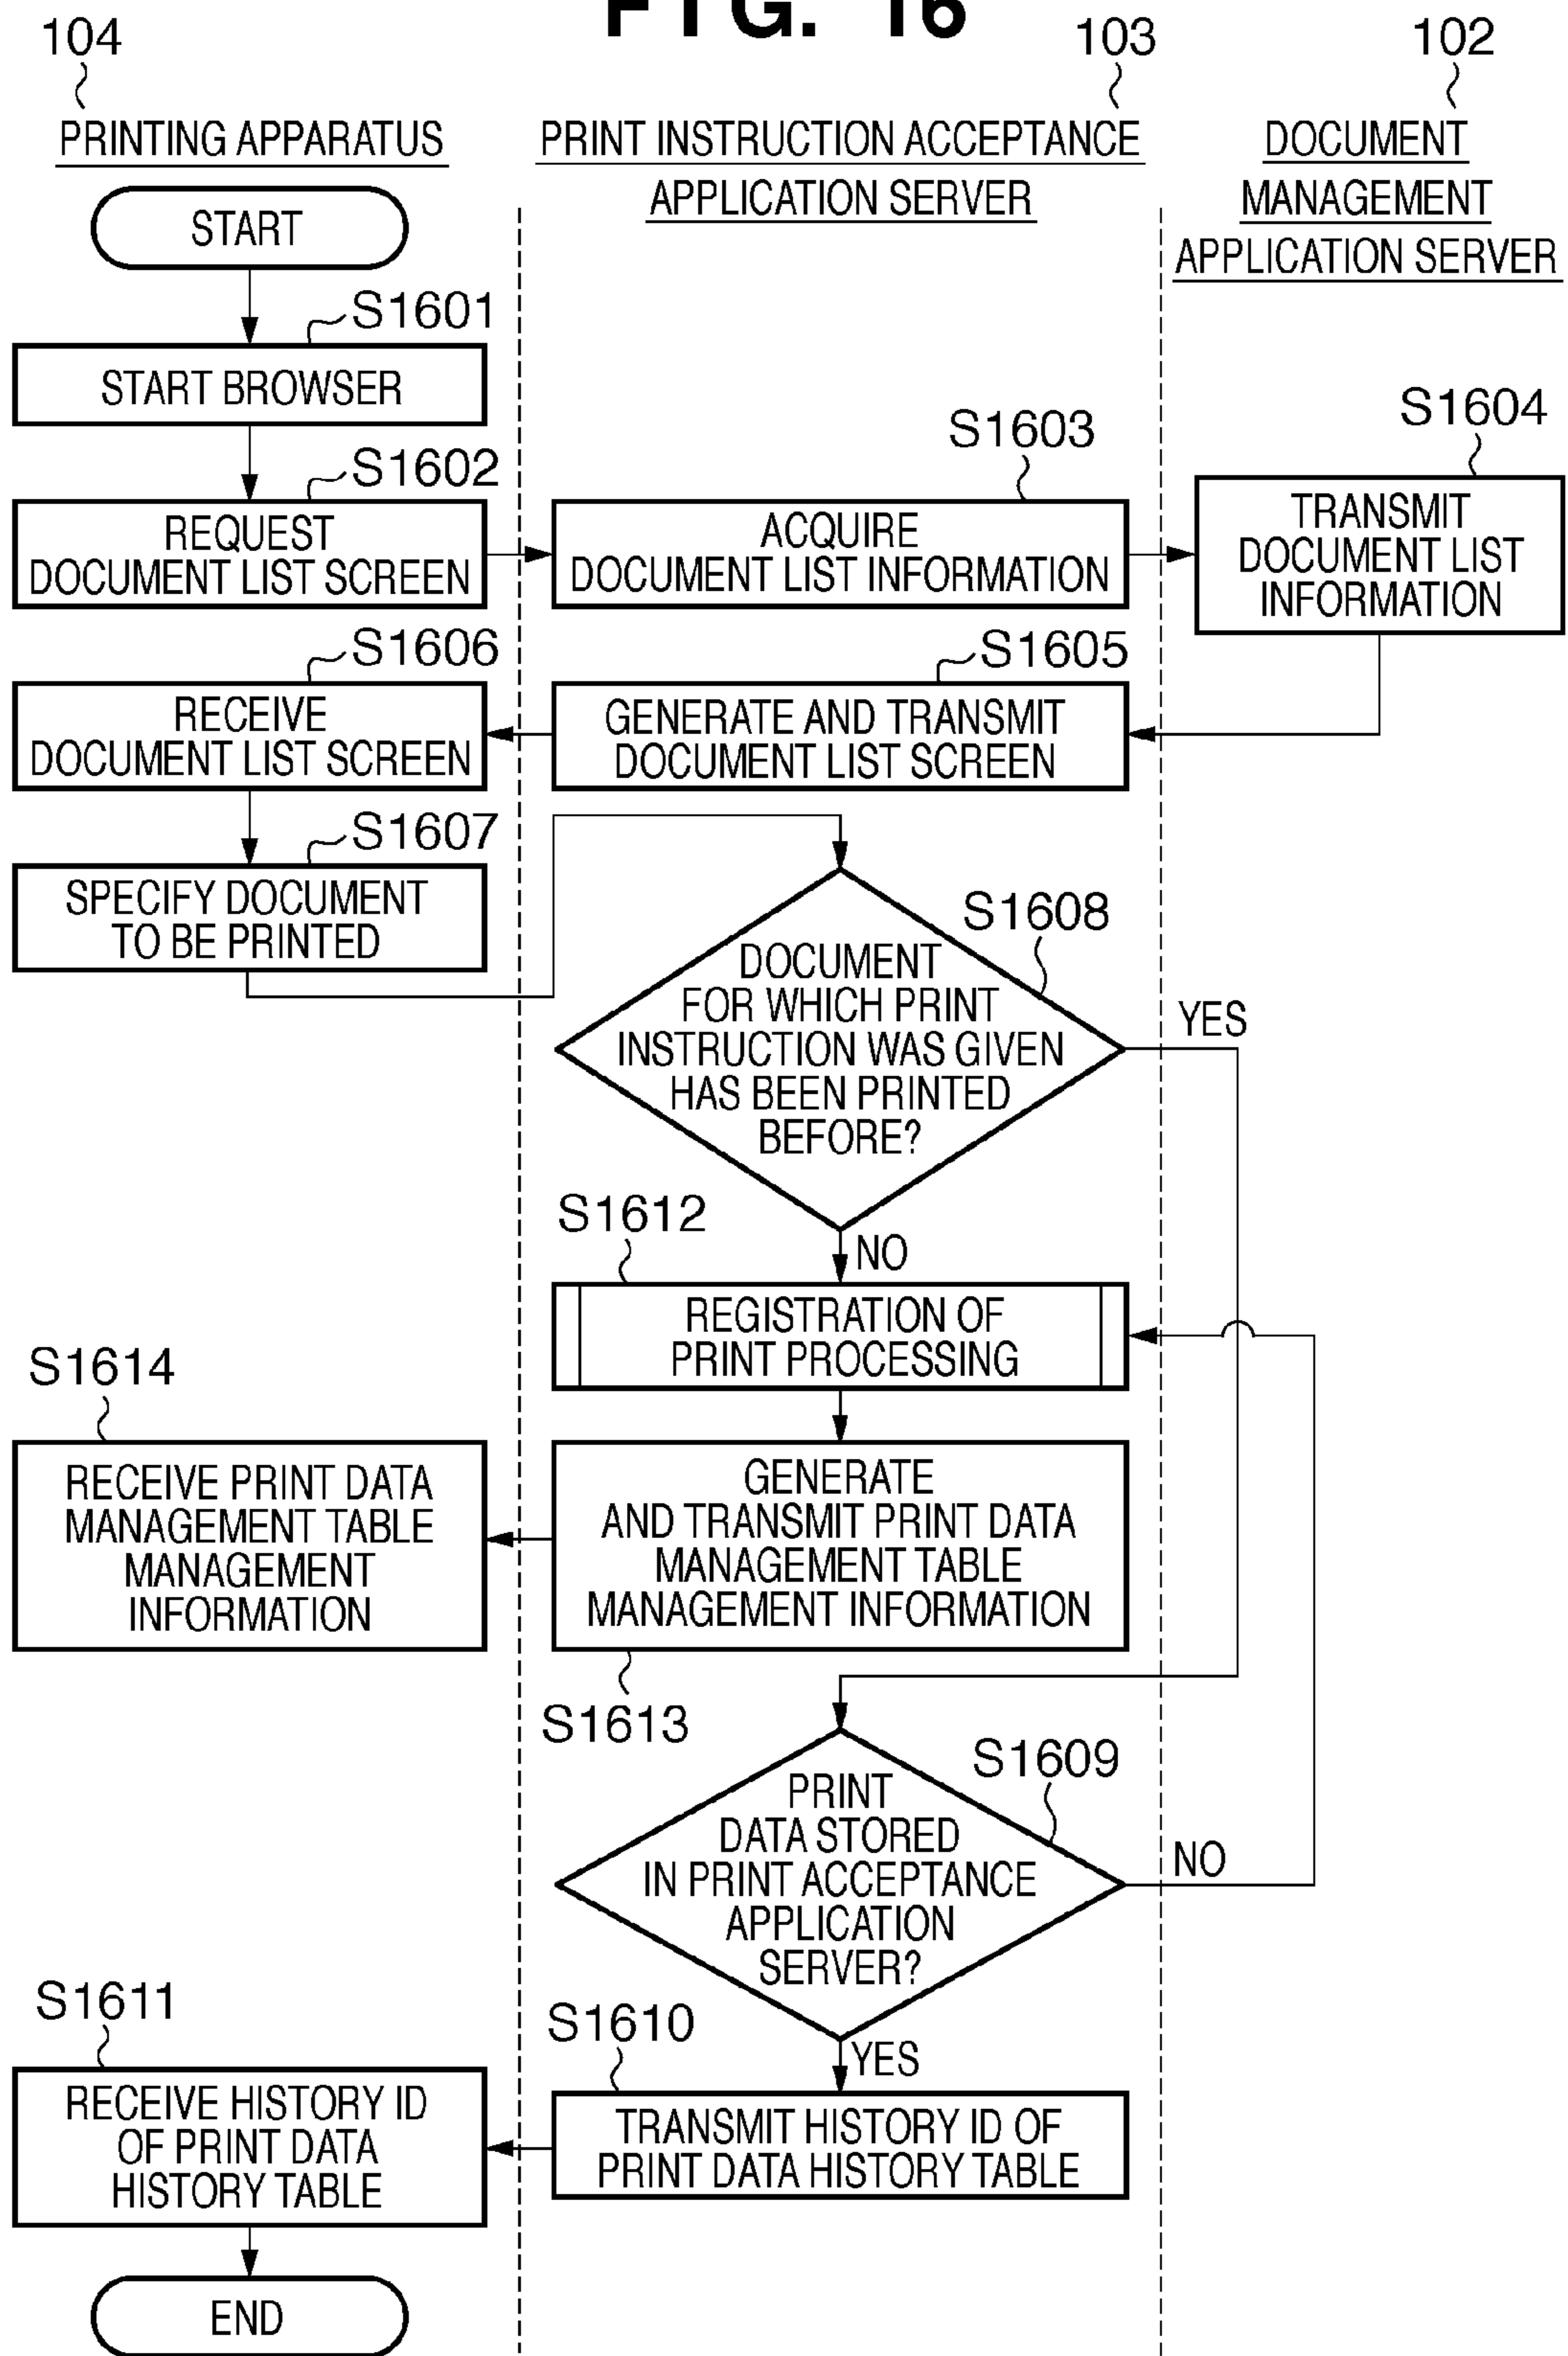 FIG. 16
104
103
102
PRINTING APPARATUS
PRINT INSTRUCTION ACCEPTANCE
APPLICATION SERVER
DOCUMENT
MANAGEMENT
APPLICATION SERVER
START
S1601
START BROWSER
S1602
REQUEST
DOCUMENT LIST SCREEN
S1603
ACQUIRE
DOCUMENT LIST INFORMATION
S1604
TRANSMIT
DOCUMENT LIST
INFORMATION
S1606
RECEIVE
DOCUMENT LIST SCREEN
S1605
GENERATE AND TRANSMIT
DOCUMENT LIST SCREEN
S1607
SPECIFY DOCUMENT
TO BE PRINTED
S1608
DOCUMENT
FOR WHICH PRINT
INSTRUCTION WAS GIVEN
HAS BEEN PRINTED
BEFORE?
YES
NO
S1612
REGISTRATION OF
PRINT PROCESSING
S1614
RECEIVE PRINT DATA
MANAGEMENT TABLE
MANAGEMENT
INFORMATION
GENERATE
AND TRANSMIT PRINT DATA
MANAGEMENT TABLE
MANAGEMENT INFORMATION
S1613
S1609
PRINT
DATA STORED
IN PRINT ACCEPTANCE
APPLICATION
SERVER?
NO
YES
S1611
RECEIVE HISTORY ID
OF PRINT DATA
HISTORY TABLE
S1610
TRANSMIT HISTORY ID OF
PRINT DATA HISTORY TABLE
END